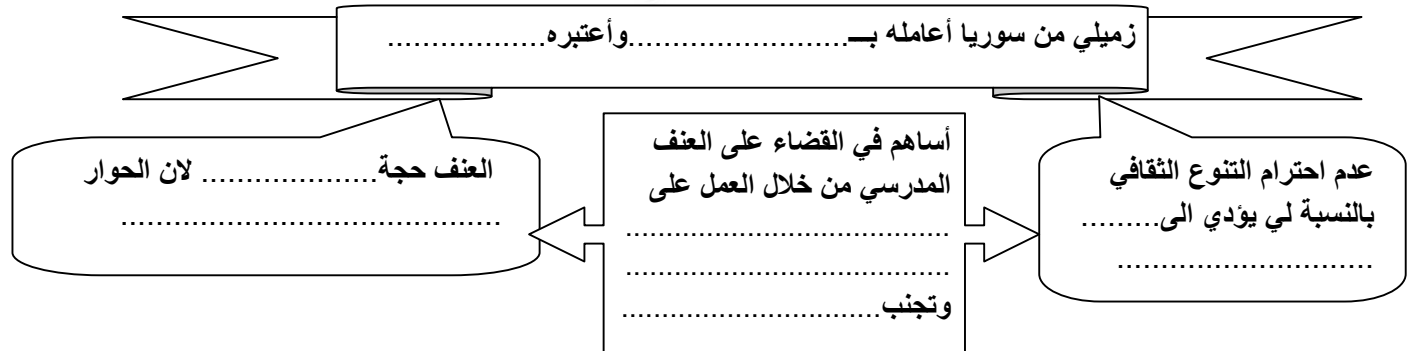 زميلي من سوريا أعامله بـــ........................وأعتبره..................
عدم احترام التنوع الثقافي
بالنسبة لي يؤدي الى.........
.............................
أساهم في القضاء على العنف
المدرسي من خلال العمل على
.....................................
.....................................
وتجنب.............................
العنف حجة.................... لان الحوار
...........................................